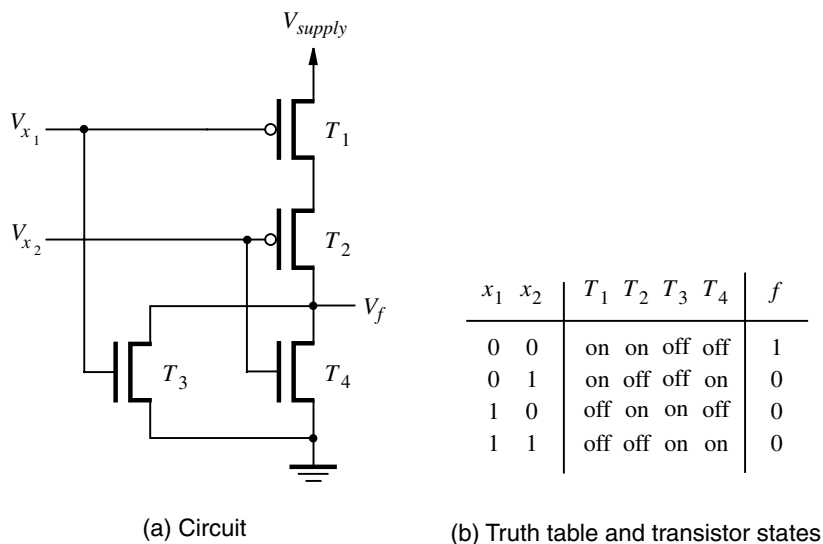 V_supply
V_x_1
T_1
V_x_2
T_2
V_f
T_3
T_4
x_1 x_2 T_1 T_2 T_3 T_4 f
0 0 on on off off 1
0 1 on off off on 0
1 0 off on on off 0
1 1 off off on on 0
(a) Circuit
(b) Truth table and transistor states